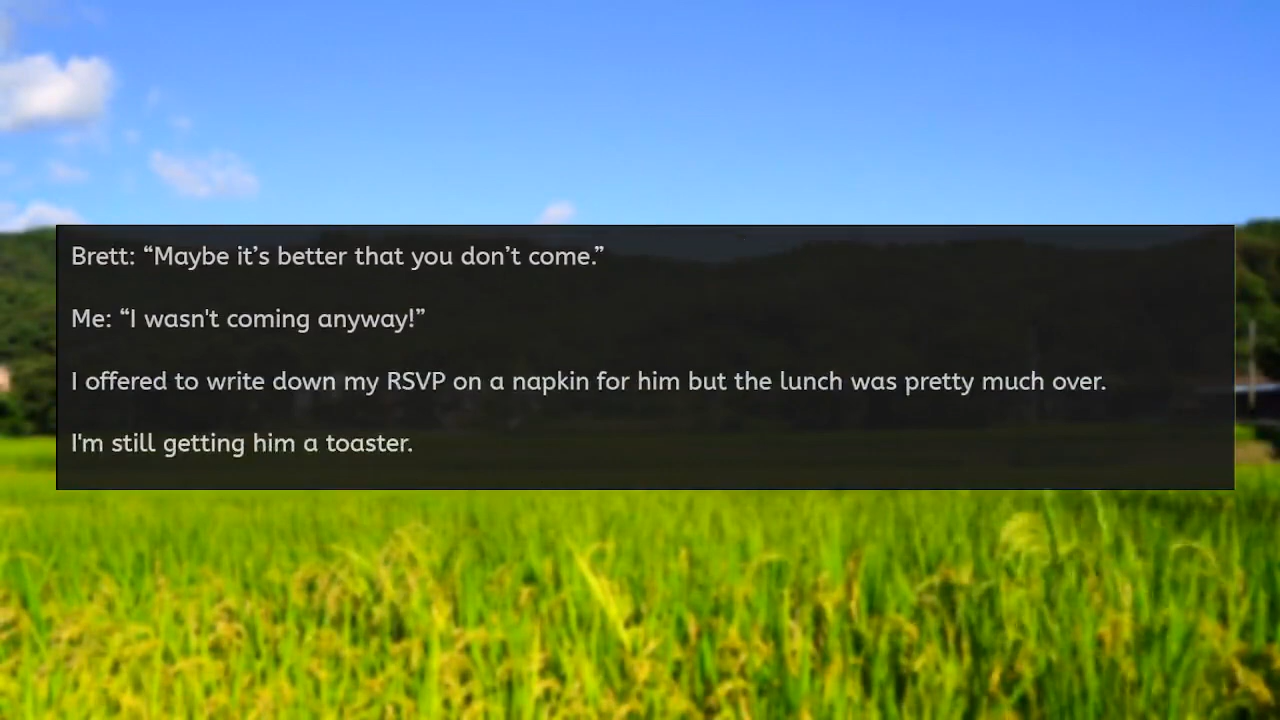 Brett: “Maybe it’s better that you don’t come.”
Me: “I wasn't coming anyway!”
I offered to write down my RSVP on a napkin for him but the lunch was pretty much over.
I'm still getting him a toaster.